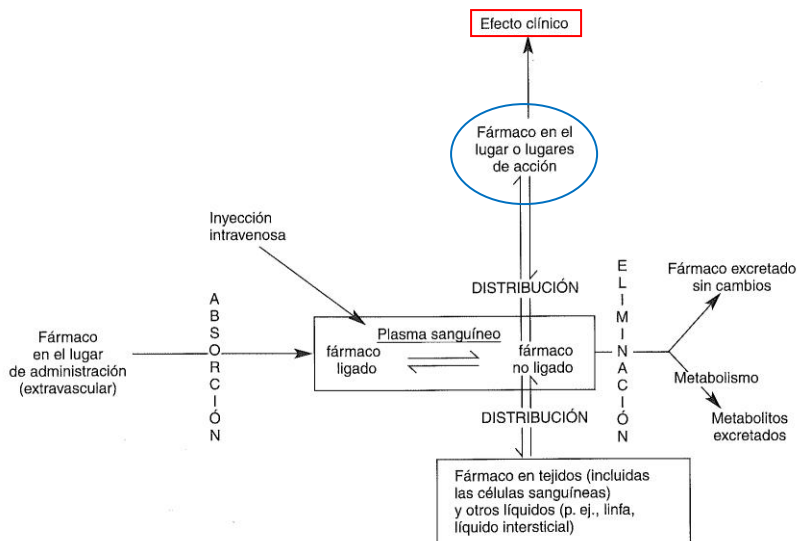 Efecto clínico
Fármaco en el
lugar o lugares
de acción
Inyección
intravenosa
DISTRIBUCIÓN
ELIMINACIÓN
Fármaco excretado
sin cambios
ABSORCIÓN
Plasma sanguíneo
Fármaco
en el lugar
de administración
(extravascular)
fármaco
ligado
fármaco
no ligado
Metabolismo
Metabolitos
excretados
DISTRIBUCIÓN
Fármaco en tejidos (incluidas
las células sanguíneas)
y otros líquidos (p. ej., linfa,
líquido intersticial)